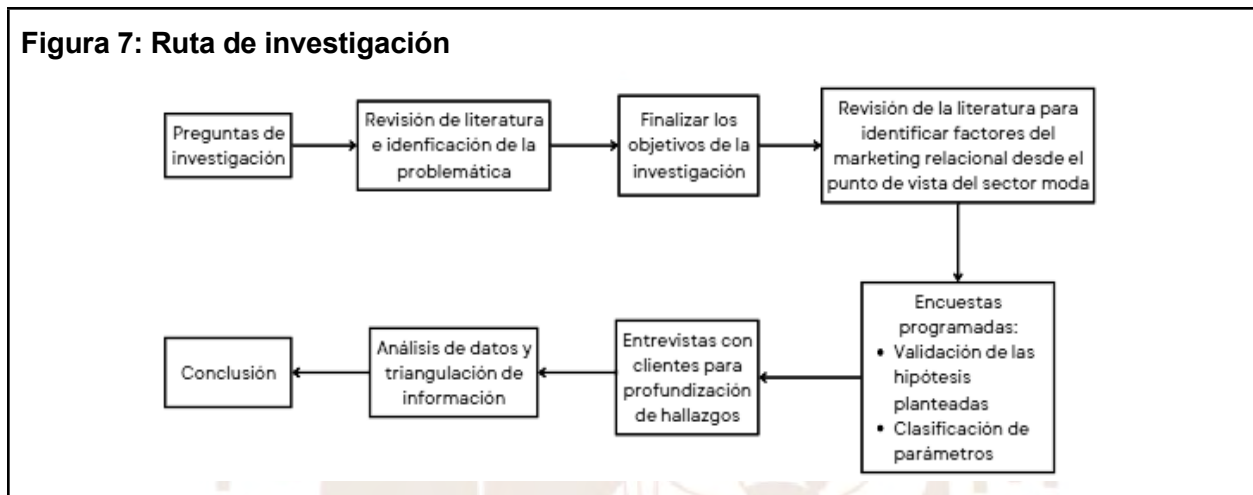 Figura 7: Ruta de investigación
Preguntas de
investigación
Revisión de literatura
e idenficación de la
problemática
Finalizar los
objetivos de la
investigación
Revisión de la literatura para
identificar factores del
marketing relacional desde el
punto de vista del sector moda
Encuestas
programadas:
• Validación de las
hipótesis
planteadas
• Clasificación de
parámetros
Entrevistas con
clientes para
profundización
de hallazgos
Análisis de datos y
triangulación de
información
Conclusión